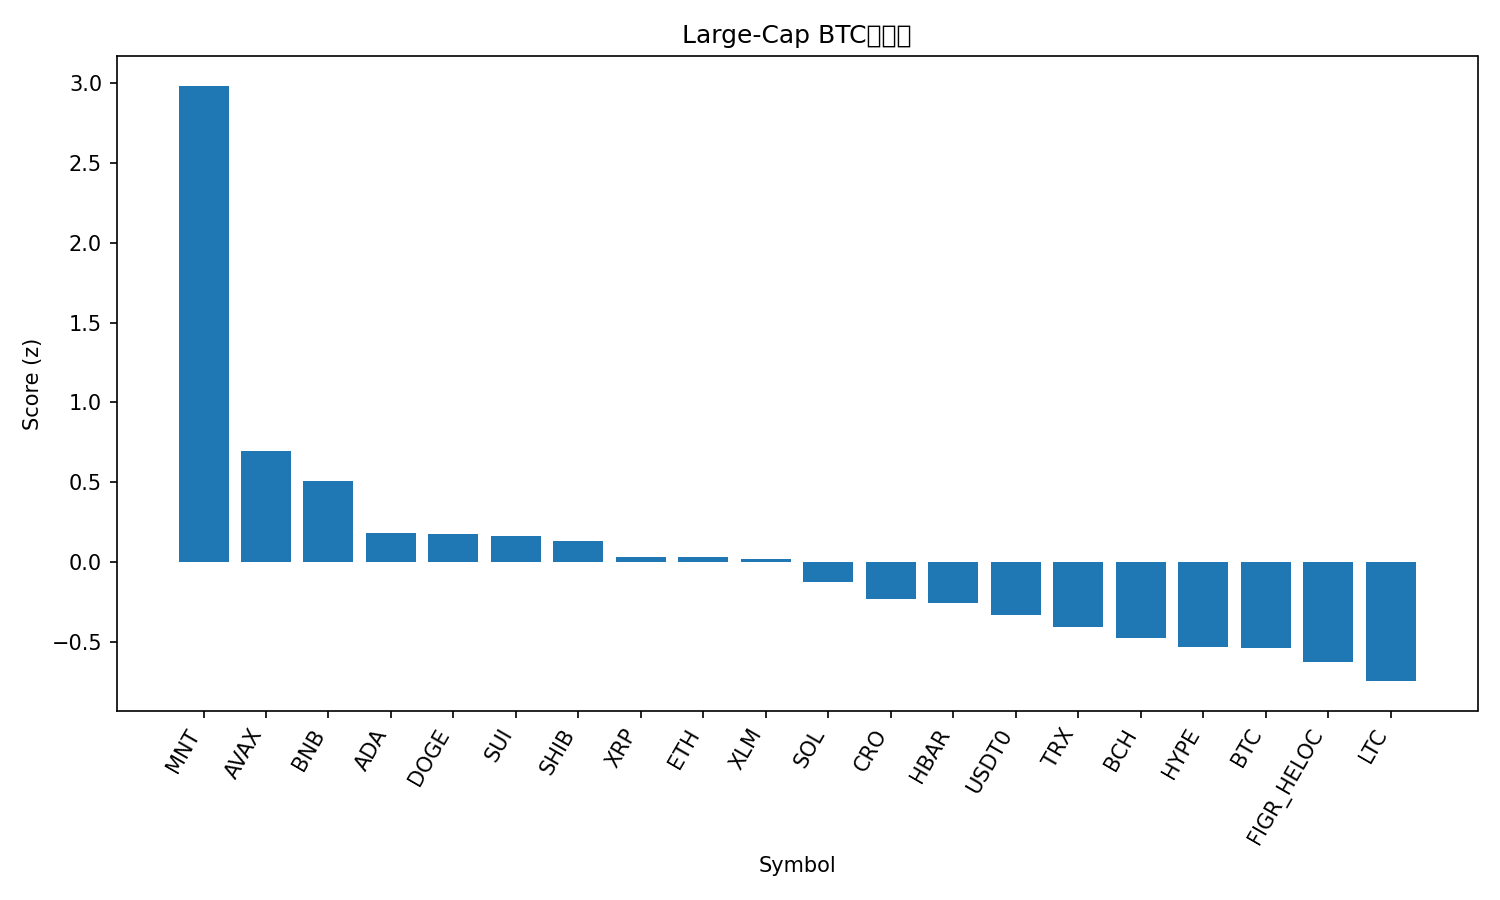 Large-Cap BTC
3.0
2.5
2.0
1.5
1.0
0.5
0.0
−0.5
Score (z)
MNT
AVAX
BNB
ADA
DOGE
SUI
SHIB
XRP
ETH
XLM
SOL
CRO
HBAR
USDT0
TRX
BCH
HYPE
BTC
FIGR_HELOC
LTC
Symbol